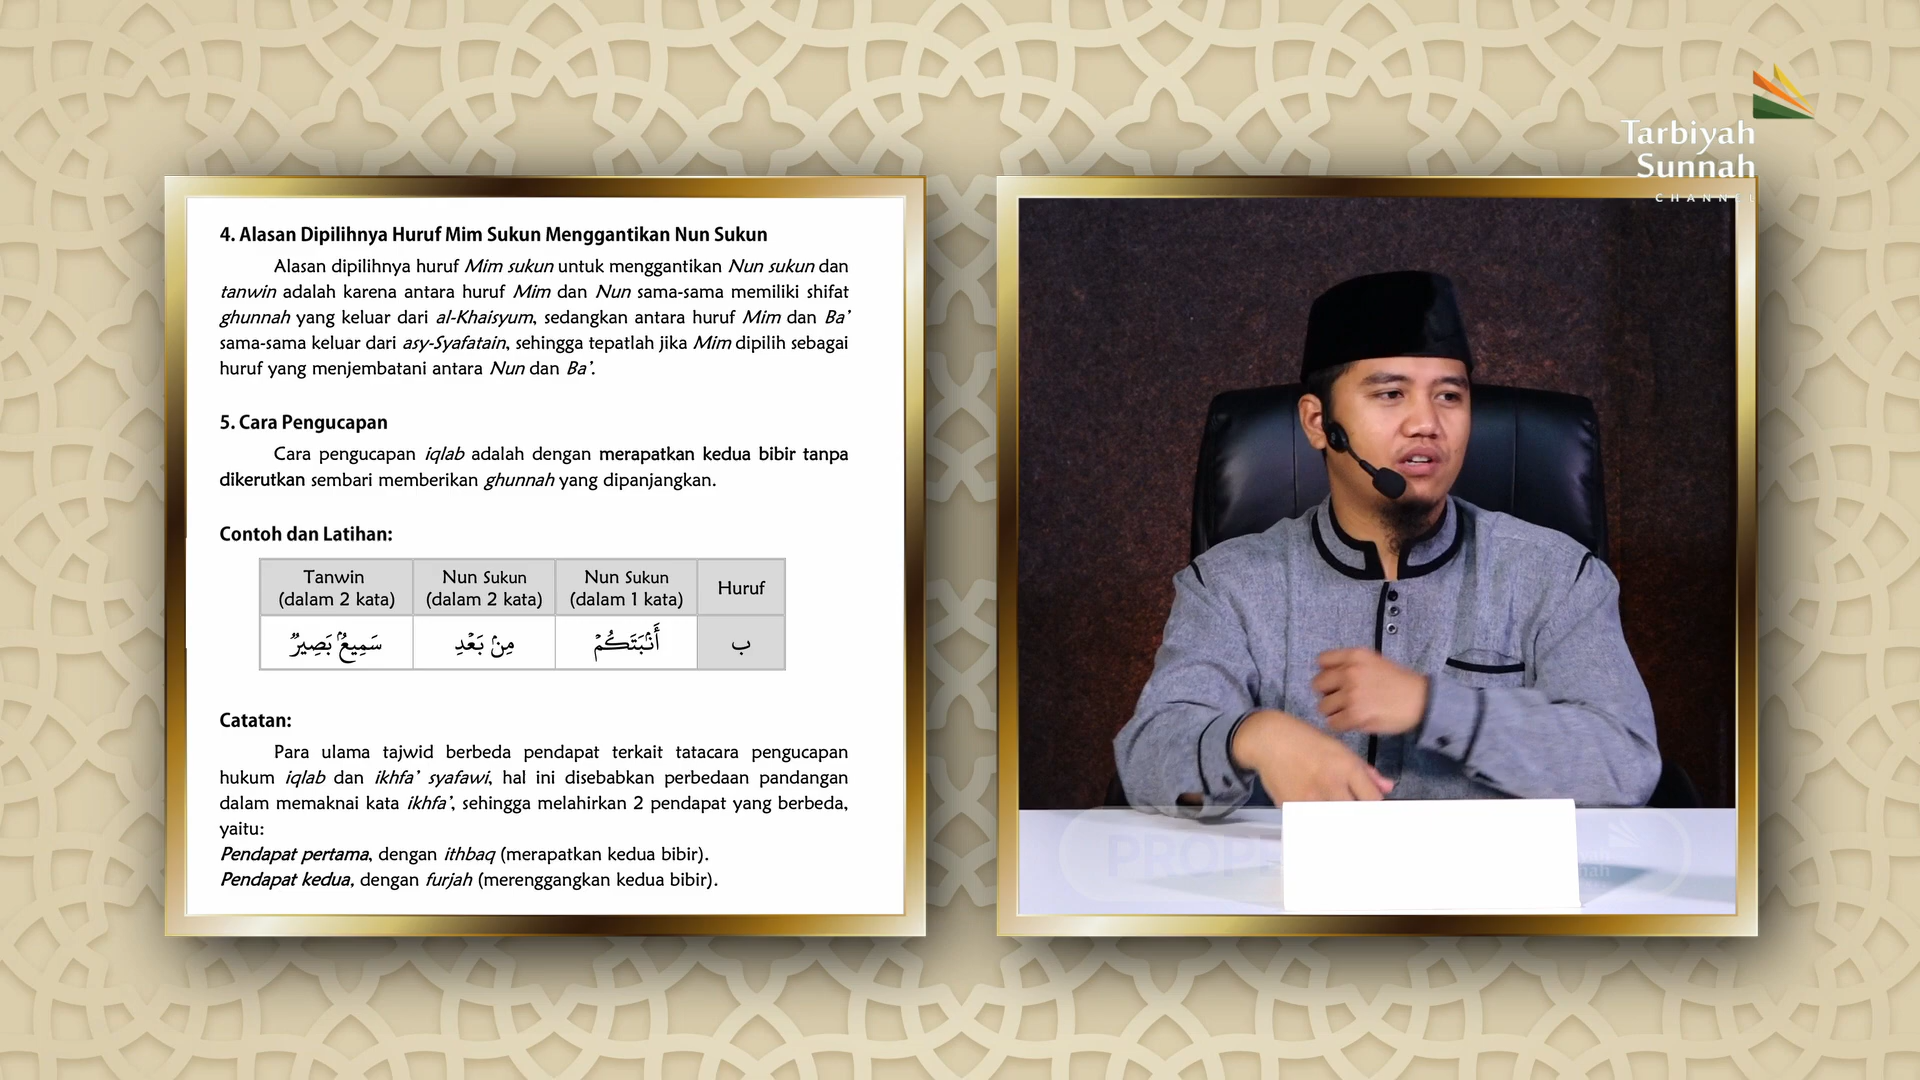 4. Alasan Dipilihnya Huruf Mim Sukun Menggantikan Nun Sukun
Alasan dipilihnya huruf Mim sukun untuk menggantikan Nun sukun dan
tanwin adalah karena antara huruf Mim dan Nun sama-sama memiliki shifat
ghunnah yang keluar dari al-Khaisyum, sedangkan antara huruf Mim dan Ba’
sama-sama keluar dari asy-Syafatain, sehingga tepatlah jika Mim dipilih sebagai
huruf yang menjembatani antara Nun dan Ba’.
5. Cara Pengucapan
Cara pengucapan iqlab adalah dengan merapatkan kedua bibir tanpa
dikerutkan sembari memberikan ghunnah yang dipanjangkan.
Contoh dan Latihan:
Tanwin Nun Sukun Nun Sukun Huruf
(dalam 2 kata) (dalam 2 kata) (dalam 1 kata)
سَمِيعُۢ بَصِيرٌ مِنۢ بَعْدِ أَنۢبَتَكُمْ ب
Catatan:
Para ulama tajwid berbeda pendapat terkait tatacara pengucapan
hukum iqlab dan ikhfa’ syafawi, hal ini disebabkan perbedaan pandangan
dalam memaknai kata ikhfa’, sehingga melahirkan 2 pendapat yang berbeda,
yaitu:
Pendapat pertama, dengan ithbaq (merapatkan kedua bibir).
Pendapat kedua, dengan furjah (merenggangkan kedua bibir).
Tarbiyah
Sunnah
CHANNEL